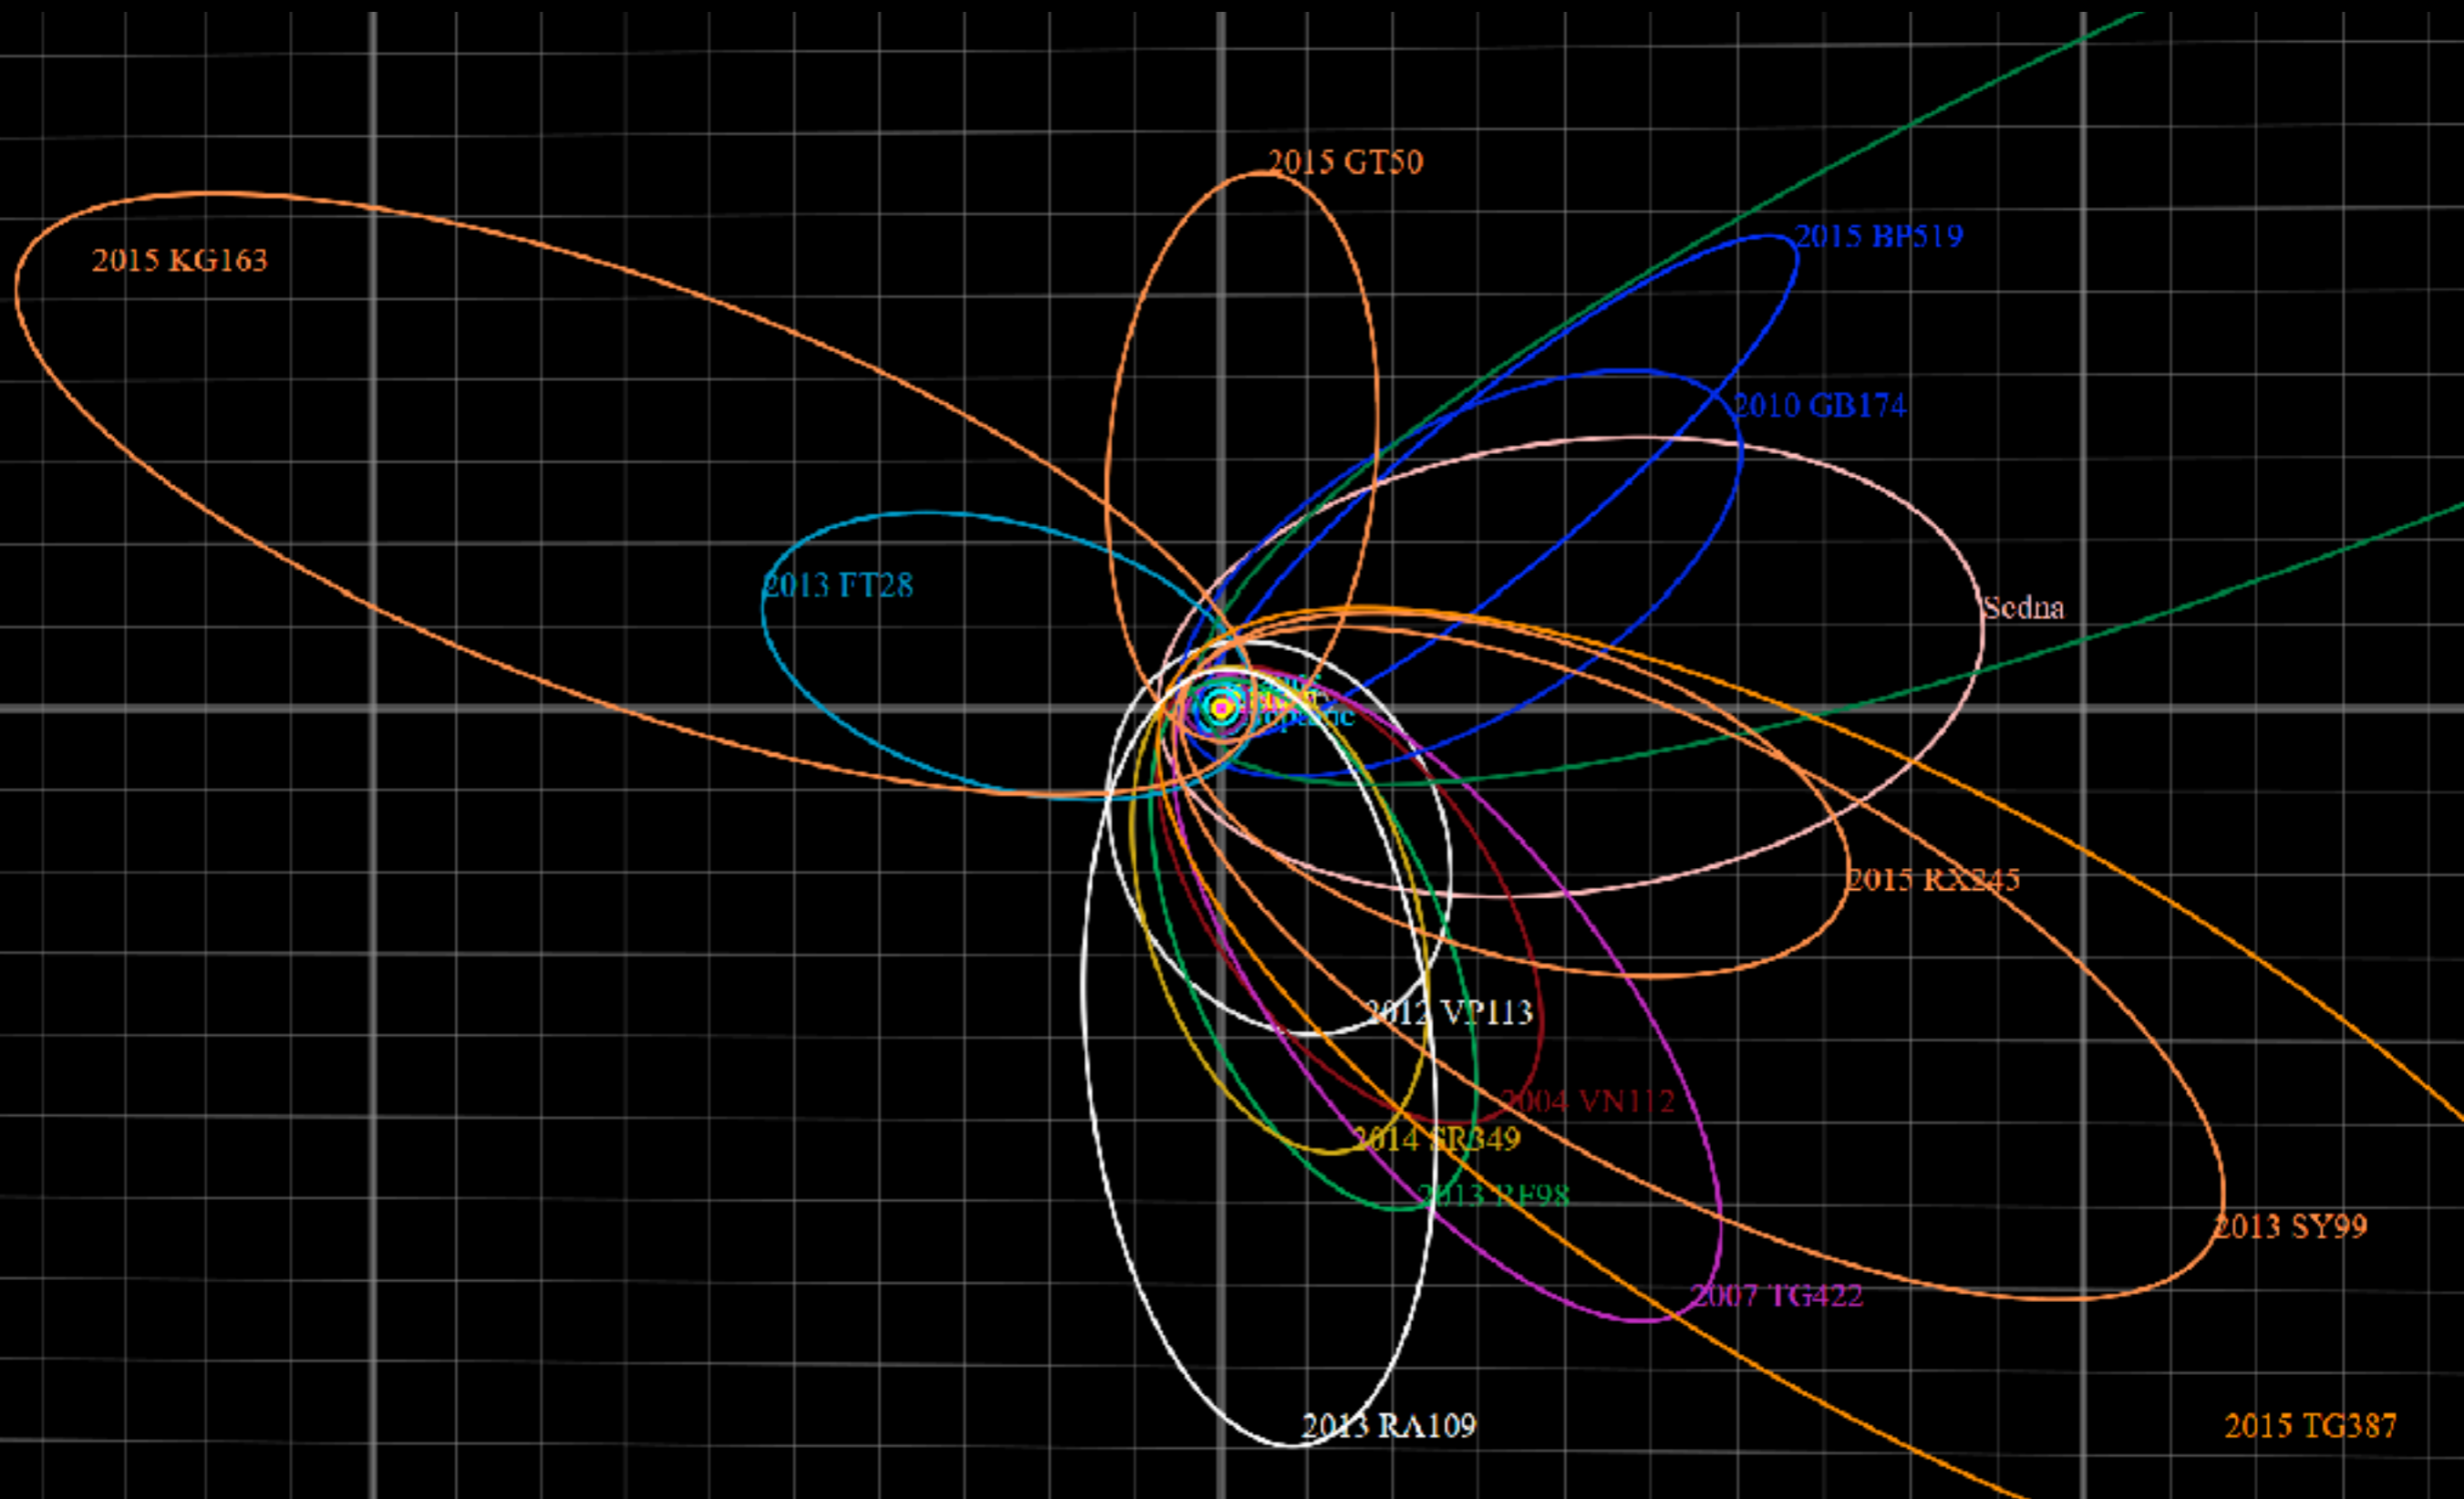 2015 GT50
2015 BP519
2015 KG163
2010 GB174
2013 FT28
Sedna
2015 RX245
2012 VP113
2004 VN112
2014 SR349
2013 RF98
2013 SY99
2007 TG422
2013 RA109
2015 TG387